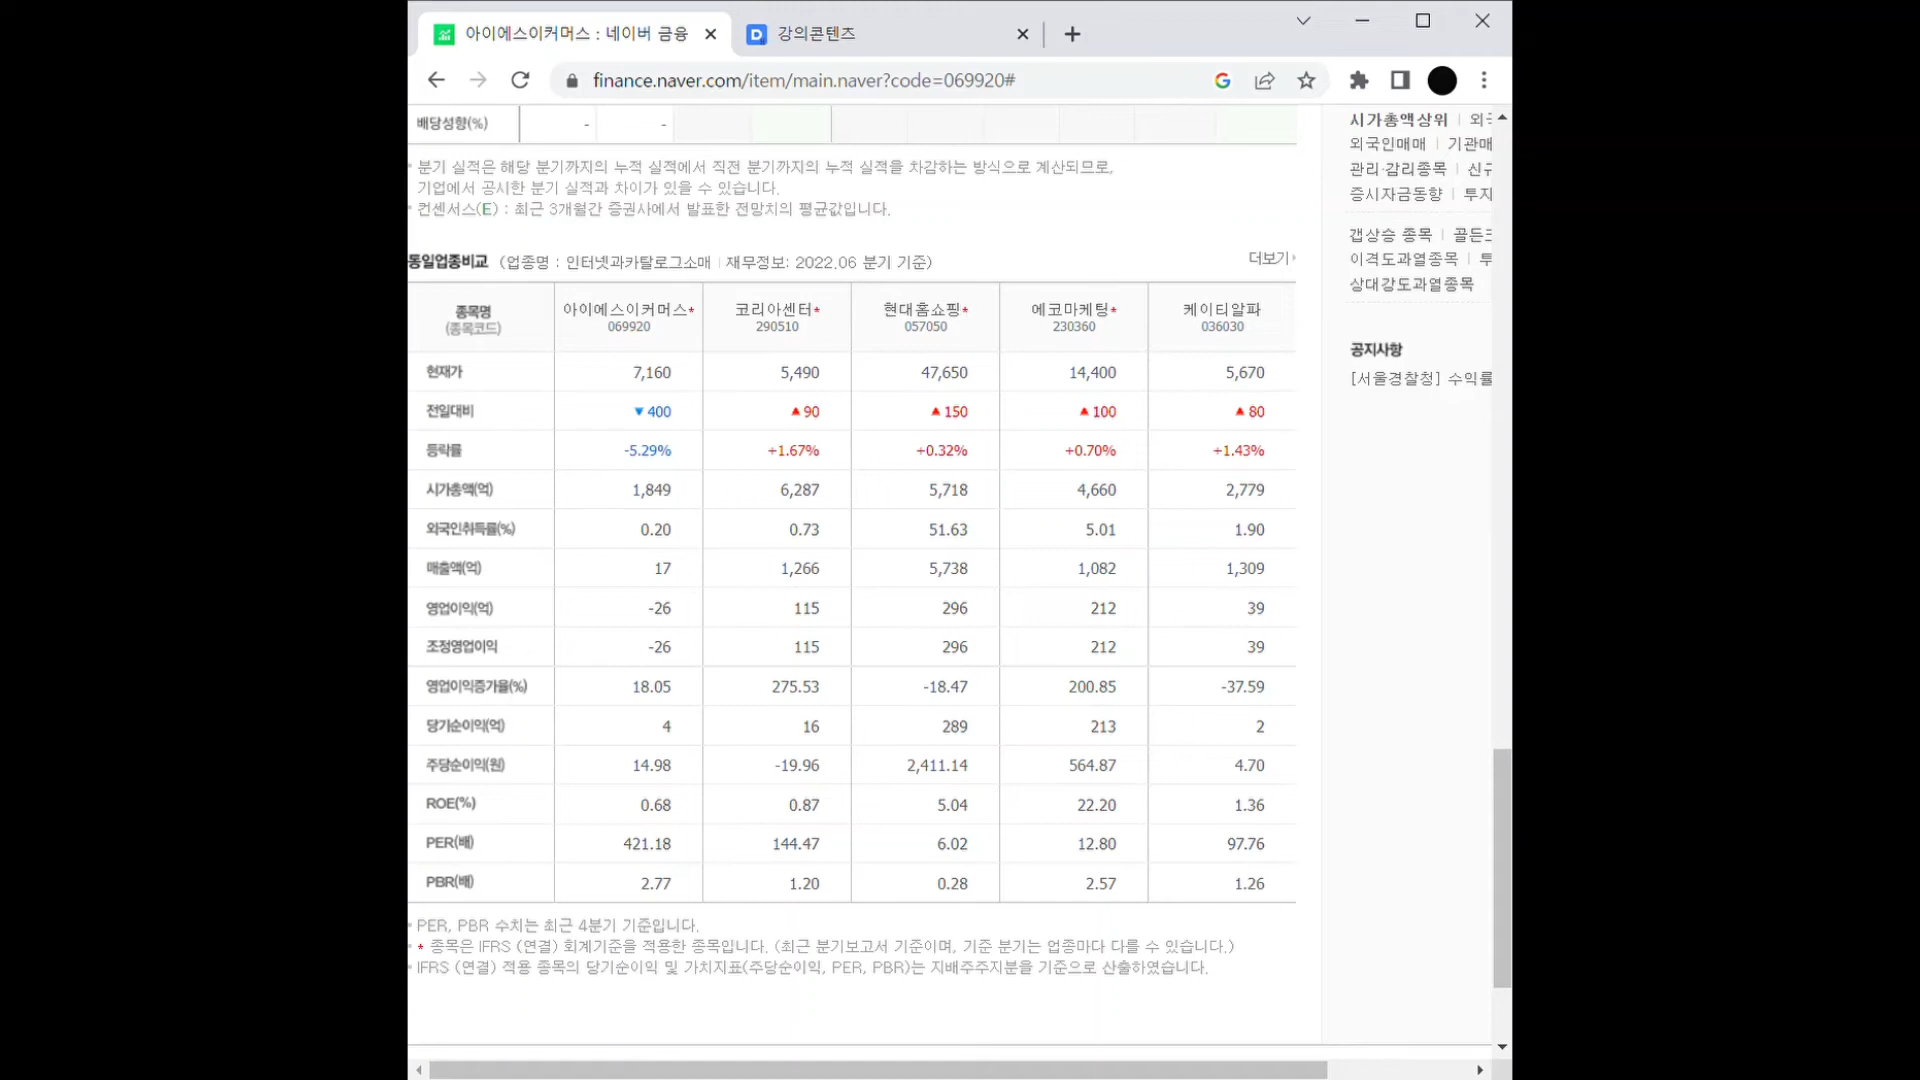 아이에스이커머스 : 네이버 금융
강의콘텐츠
finance.naver.com/item/main.naver?code=069920#
배당성향(%) - -
분기 실적은 해당 분기까지의 누적 실적에서 직전 분기까지의 누적 실적을 차감하는 방식으로 계산되므로,
기업에서 공시한 분기 실적과 차이가 있을 수 있습니다.
컨센서스(E) : 최근 3개월간 증권사에서 발표한 전망치의 평균값입니다.
동일업종비교 (업종명 : 인터넷과카탈로그소매 | 재무정보: 2022.06 분기 기준) 더보기
종목명 아이에스이커머스* 코리아센터* 현대홈쇼핑* 에코마케팅* 케이티알파
(종목코드) 069920 290510 057050 230360 036030
현재가 7,160 5,490 47,650 14,400 5,670
전일대비 ▼400 ▲90 ▲150 ▲100 ▲80
등락률 -5.29% +1.67% +0.32% +0.70% +1.43%
시가총액(억) 1,849 6,287 5,718 4,660 2,779
외국인취득률(%) 0.20 0.73 51.63 5.01 1.90
매출액(억) 17 1,266 5,738 1,082 1,309
영업이익(억) -26 115 296 212 39
조정영업이익 -26 115 296 212 39
영업이익증가율(%) 18.05 275.53 -18.47 200.85 -37.59
당기순이익(억) 4 16 289 213 2
주당순이익(원) 14.98 -19.96 2,411.14 564.87 4.70
ROE(%) 0.68 0.87 5.04 22.20 1.36
PER(배) 421.18 144.47 6.02 12.80 97.76
PBR(배) 2.77 1.20 0.28 2.57 1.26
PER, PBR 수치는 최근 4분기 기준입니다.
* 종목은 IFRS (연결) 회계기준을 적용한 종목입니다. (최근 분기보고서 기준이며, 기준 분기는 업종마다 다를 수 있습니다.)
IFRS (연결) 적용 종목의 당기순이익 및 가치지표(주당순이익, PER, PBR)는 지배주주지분을 기준으로 산출하였습니다.
시가총액상위 |
외국인매매 | 기관매
관리·감리종목 | 신규
증시자금동향 | 투자
갭상승 종목 | 골든
이격도과열종목 | 투
상대강도과열종목
공지사항
[서울경찰청] 수익률